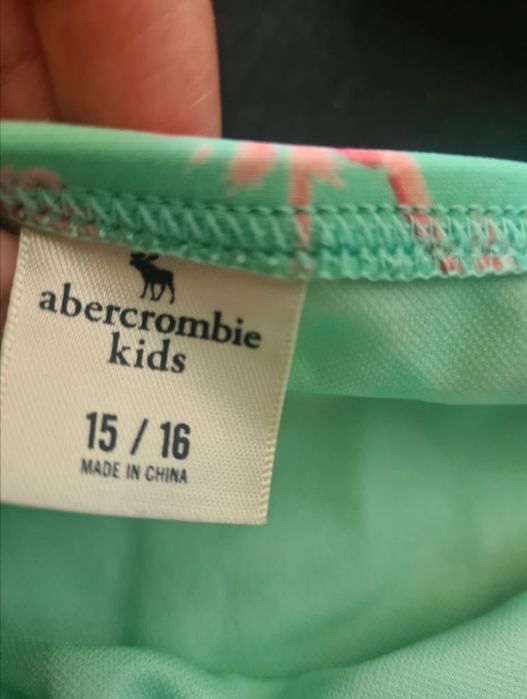 abercrombie
kids
15 / 16
MADE IN CHINA